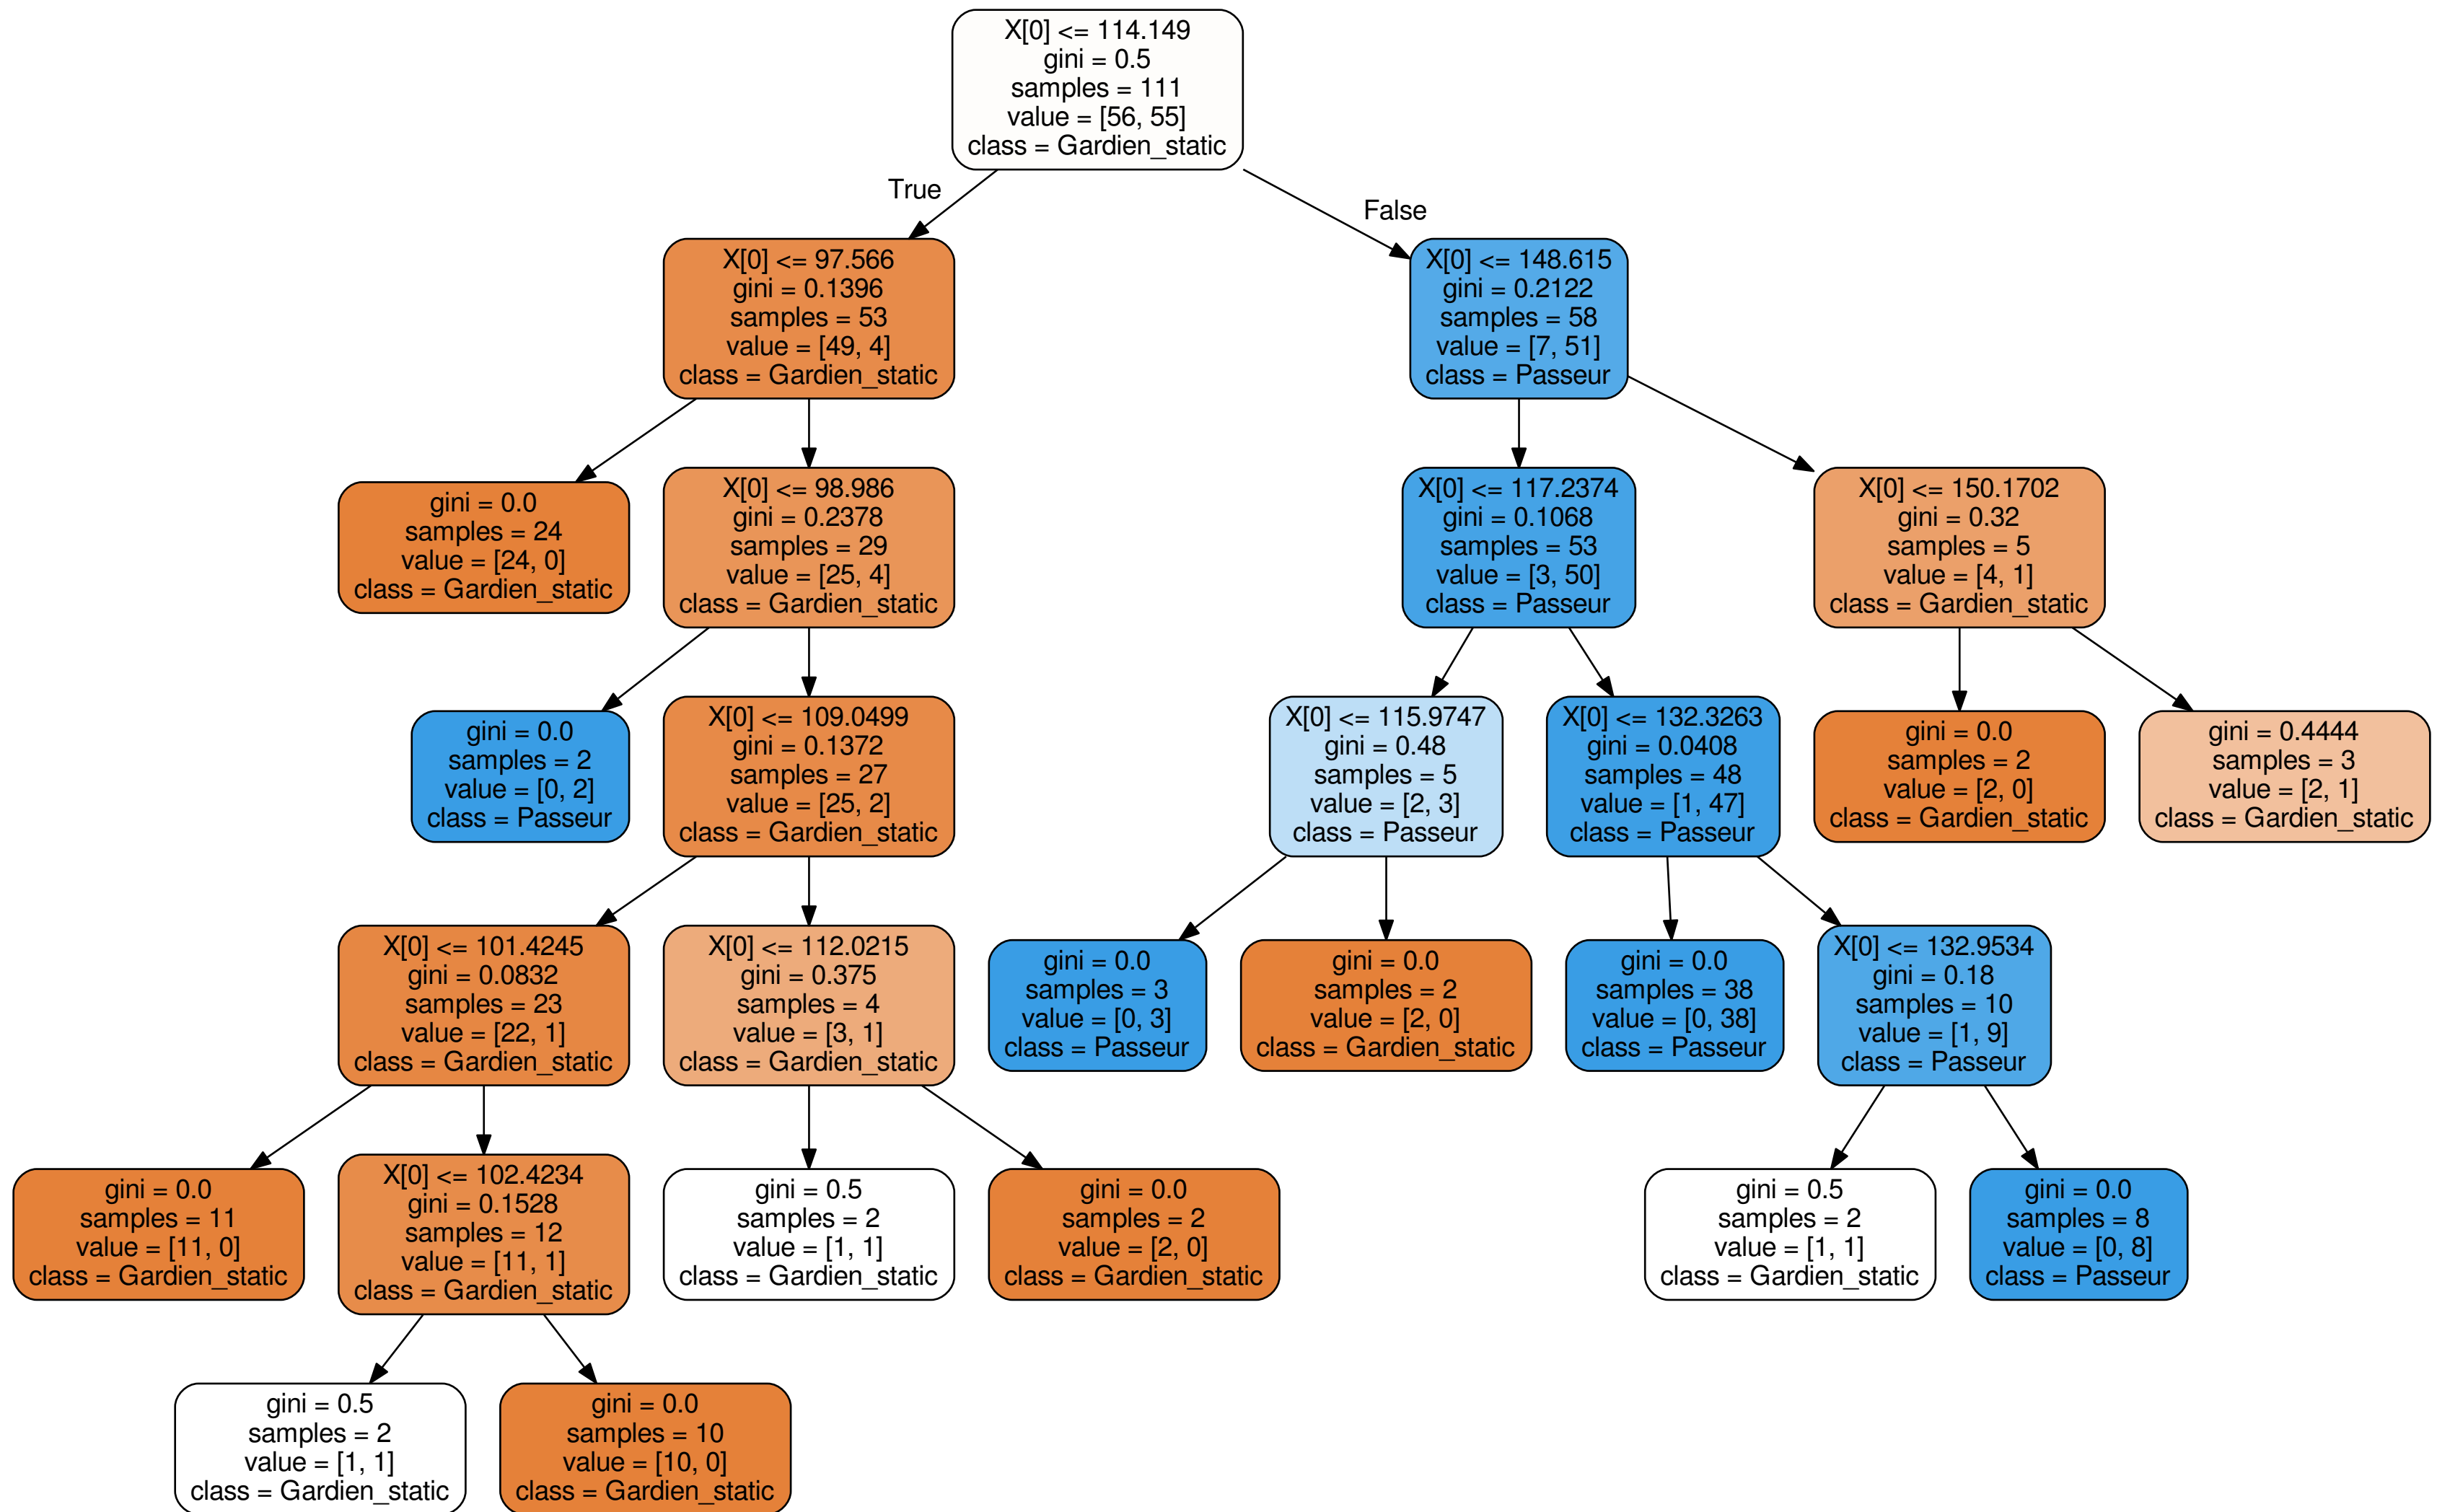 X[0] <= 114.149
gini = 0.5
samples = 111
value = [56, 55]
class = Gardien_static
True
False
X[0] <= 97.566
gini = 0.1396
samples = 53
value = [49, 4]
class = Gardien_static
X[0] <= 148.615
gini = 0.2122
samples = 58
value = [7, 51]
class = Passeur
gini = 0.0
samples = 24
value = [24, 0]
class = Gardien_static
X[0] <= 98.986
gini = 0.2378
samples = 29
value = [25, 4]
class = Gardien_static
X[0] <= 117.2374
gini = 0.1068
samples = 53
value = [3, 50]
class = Passeur
X[0] <= 150.1702
gini = 0.32
samples = 5
value = [4, 1]
class = Gardien_static
gini = 0.0
samples = 2
value = [0, 2]
class = Passeur
X[0] <= 109.0499
gini = 0.1372
samples = 27
value = [25, 2]
class = Gardien_static
X[0] <= 115.9747
gini = 0.48
samples = 5
value = [2, 3]
class = Passeur
X[0] <= 132.3263
gini = 0.0408
samples = 48
value = [1, 47]
class = Passeur
gini = 0.0
samples = 2
value = [2, 0]
class = Gardien_static
gini = 0.4444
samples = 3
value = [2, 1]
class = Gardien_static
X[0] <= 101.4245
gini = 0.0832
samples = 23
value = [22, 1]
class = Gardien_static
X[0] <= 112.0215
gini = 0.375
samples = 4
value = [3, 1]
class = Gardien_static
gini = 0.0
samples = 3
value = [0, 3]
class = Passeur
gini = 0.0
samples = 2
value = [2, 0]
class = Gardien_static
gini = 0.0
samples = 38
value = [0, 38]
class = Passeur
X[0] <= 132.9534
gini = 0.18
samples = 10
value = [1, 9]
class = Passeur
gini = 0.0
samples = 11
value = [11, 0]
class = Gardien_static
X[0] <= 102.4234
gini = 0.1528
samples = 12
value = [11, 1]
class = Gardien_static
gini = 0.5
samples = 2
value = [1, 1]
class = Gardien_static
gini = 0.0
samples = 2
value = [2, 0]
class = Gardien_static
gini = 0.5
samples = 2
value = [1, 1]
class = Gardien_static
gini = 0.0
samples = 8
value = [0, 8]
class = Passeur
gini = 0.5
samples = 2
value = [1, 1]
class = Gardien_static
gini = 0.0
samples = 10
value = [10, 0]
class = Gardien_static